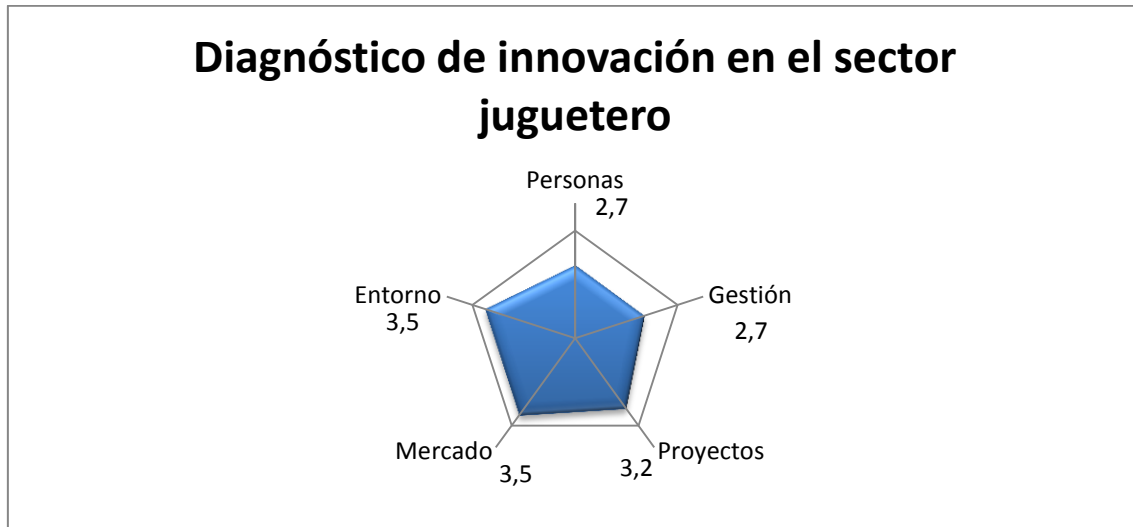 Diagnóstico de innovación en el sector
juguetero
Personas
2,7
Gestión
2,7
Proyectos
3,2
Mercado
3,5
Entorno
3,5